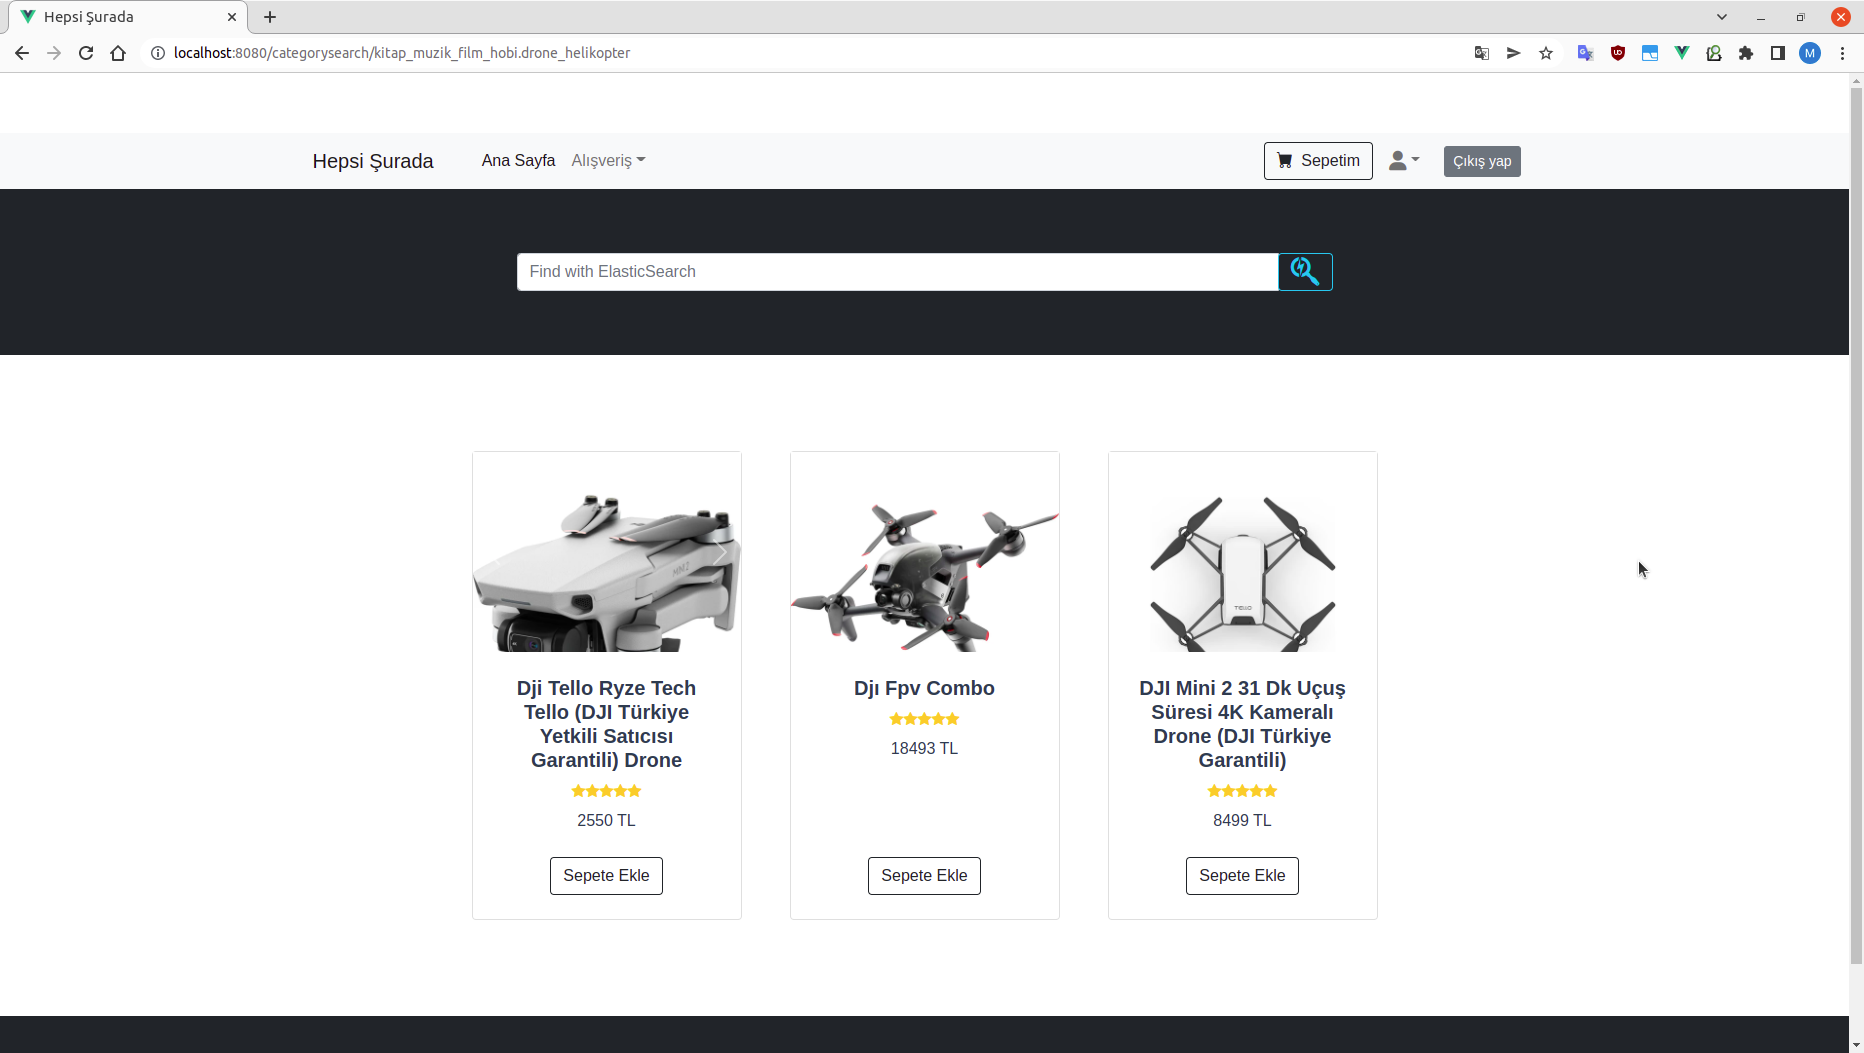 Hepsi Şurada
localhost:8080/categorysearch/kitap_muzik_film_hobi.drone_helikopter
M
Hepsi Şurada
Ana Sayfa
Alışveriş
Sepetim
Çıkış yap
Find with ElasticSearch
MINI 2
TELLO
Dji Tello Ryze Tech
Tello (DJI Türkiye
Yetkili Satıcısı
Garantili) Drone
2550 TL
Sepete Ekle
Djı Fpv Combo
18493 TL
Sepete Ekle
DJI Mini 2 31 Dk Uçuş
Süresi 4K Kameralı
Drone (DJI Türkiye
Garantili)
8499 TL
Sepete Ekle